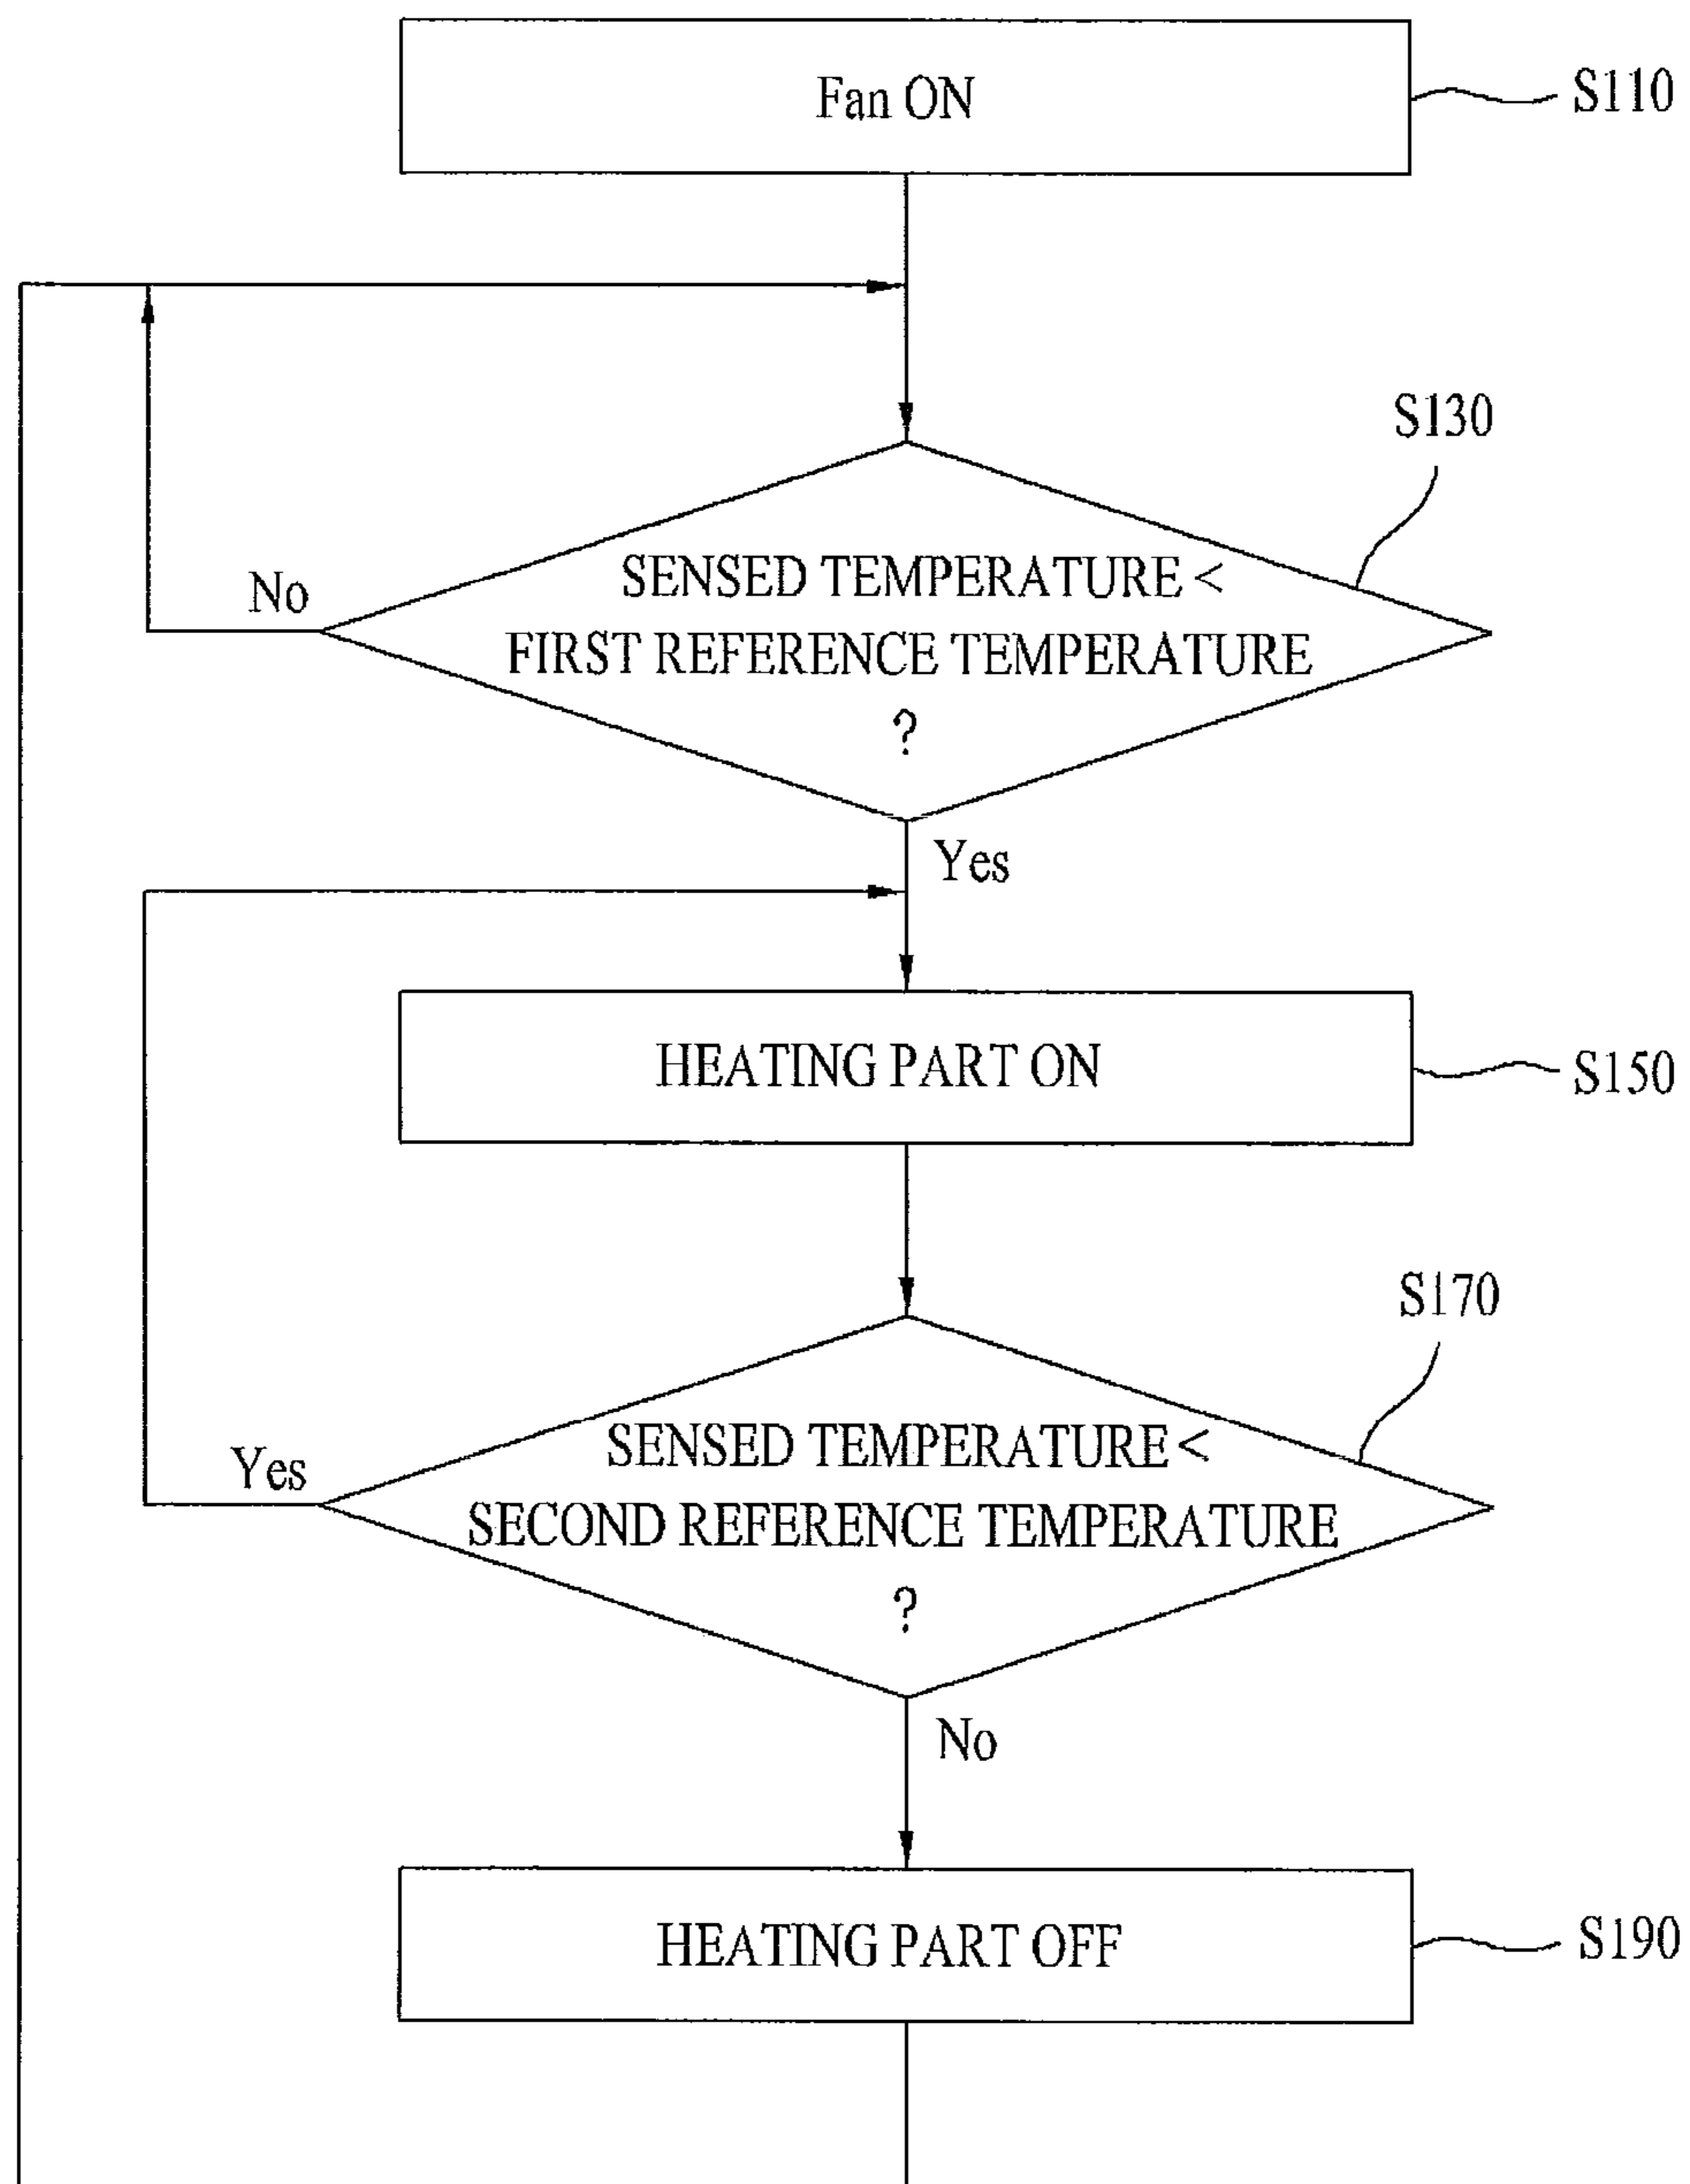 Fan ON
S110
S130
No
SENSED TEMPERATURE <
FIRST REFERENCE TEMPERATURE
?
Yes
HEATING PART ON
S150
S170
Yes
SENSED TEMPERATURE <
SECOND REFERENCE TEMPERATURE
?
No
HEATING PART OFF
S190